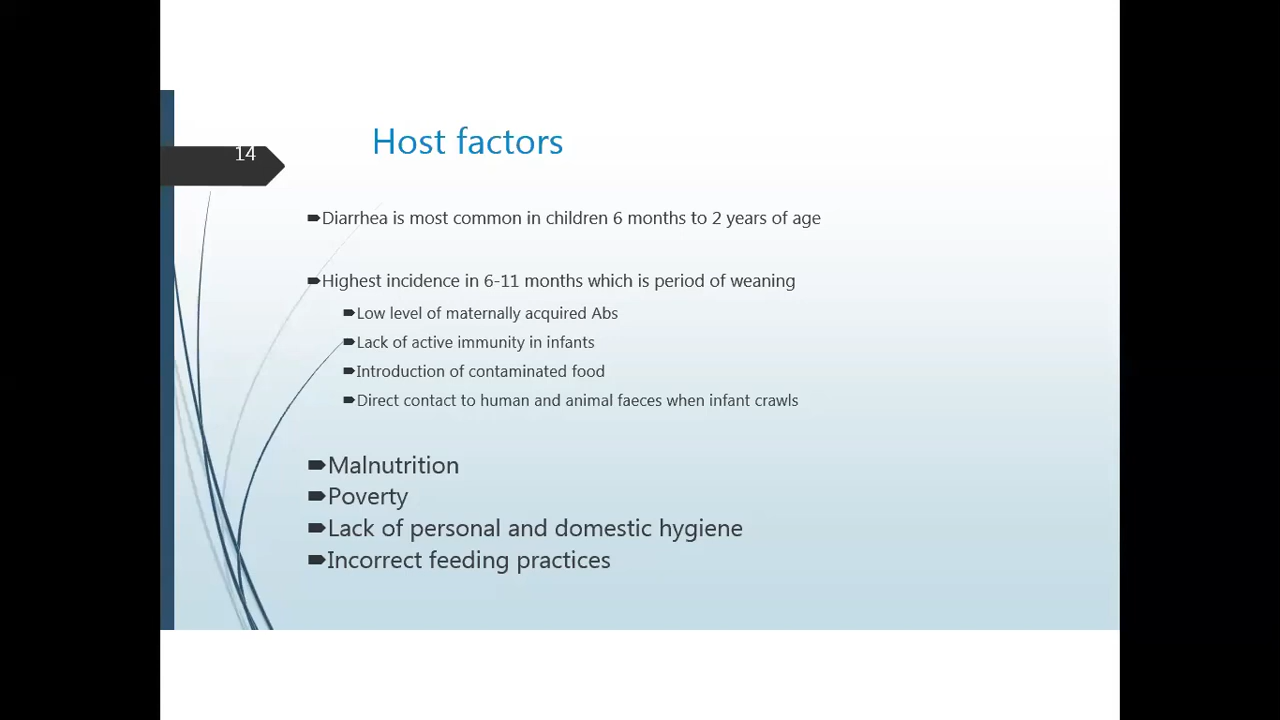 Host factors
14
Diarrhea is most common in children 6 months to 2 years of age
Highest incidence in 6-11 months which is period of weaning
Low level of maternally acquired Abs
Lack of active immunity in infants
Introduction of contaminated food
Direct contact to human and animal faeces when infant crawls
Malnutrition
Poverty
Lack of personal and domestic hygiene
Incorrect feeding practices